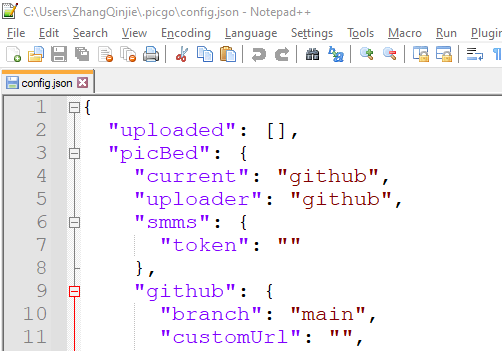 C:\Users\ZhangQinjie\.picgo\config.json - Notepad++
File Edit Search View Encoding Language Settings Tools Macro Run Plugin
config.json
1 {
2 "uploaded": [],
3 "picBed": {
4 "current": "github",
5 "uploader": "github",
6 "smms": {
7 "token": ""
8 },
9 "github": {
10 "branch": "main",
11 "customUrl": "",